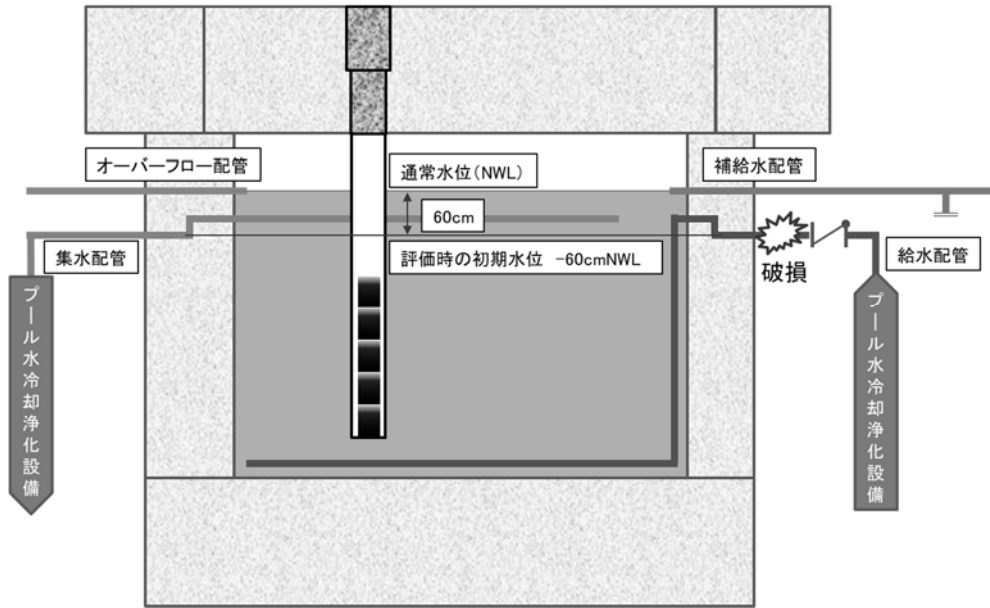 オーバーフロー配管
通常水位(NWL)
補給水配管
60cm
集水配管
評価時の初期水位 -60cmNWL
破損
給水配管
プール水冷却浄化設備
プール水冷却浄化設備